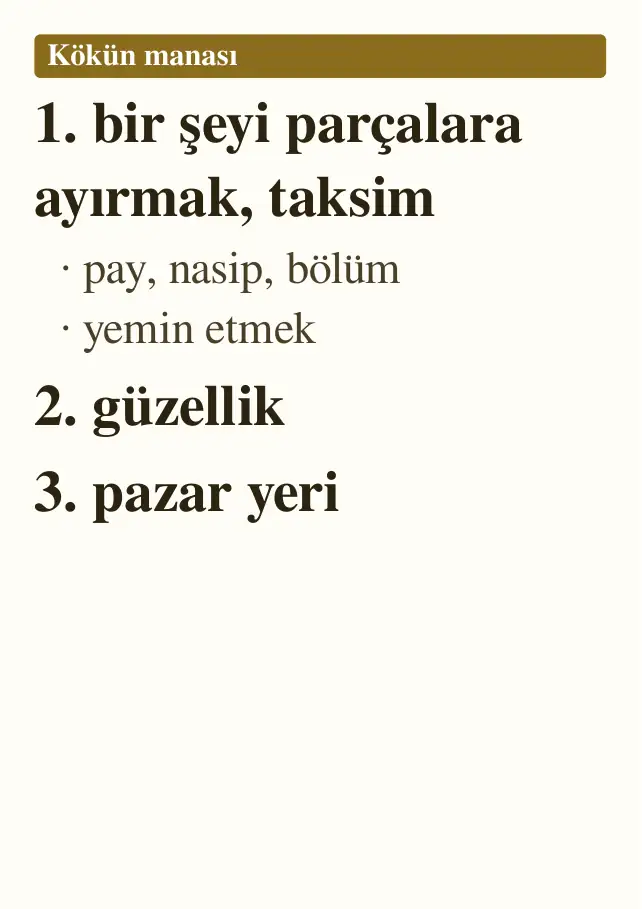 Kökün manası
1. bir şeyi parçalara
ayırmak, taksim
· pay, nasip, bölüm
· yemin etmek
2. güzellik
3. pazar yeri